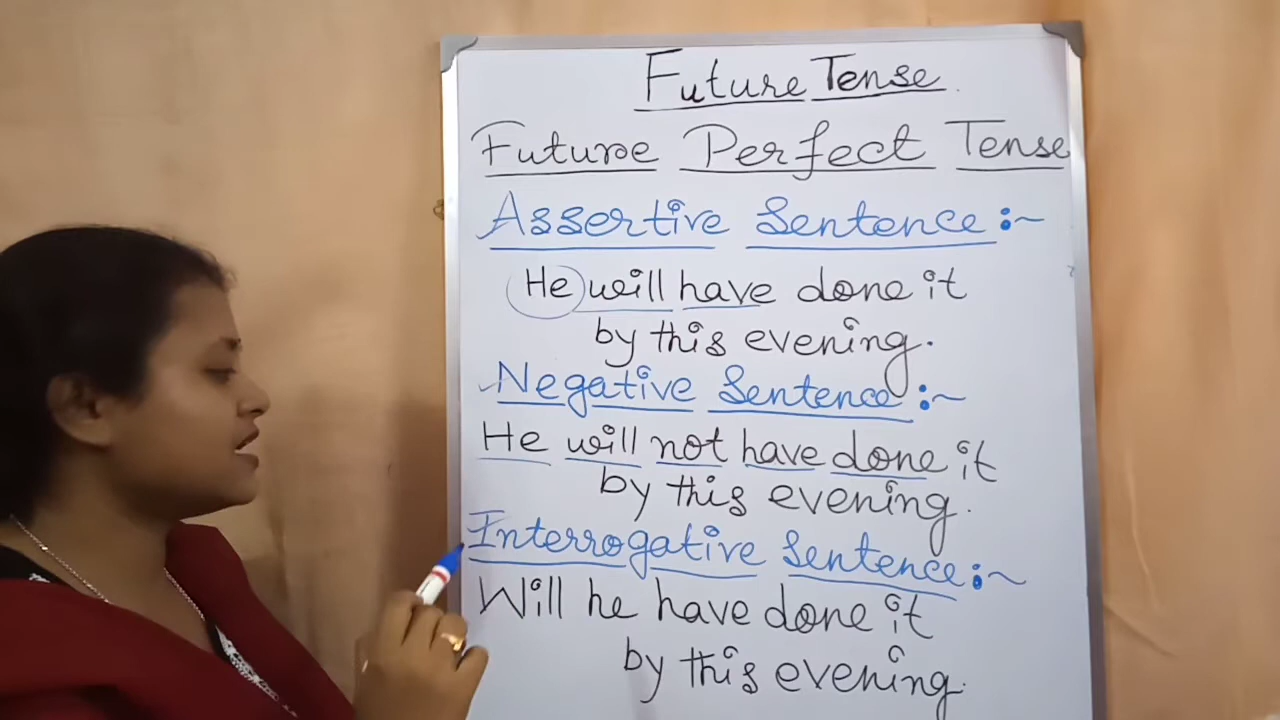 Future Tense.
Future Perfect Tense
Assertive Sentence :~
He will have done it
by this evening.
Negative Sentence :~
He will not have done it
by this evening.
Interrogative Sentence :~
Will he have done it
by this evening.